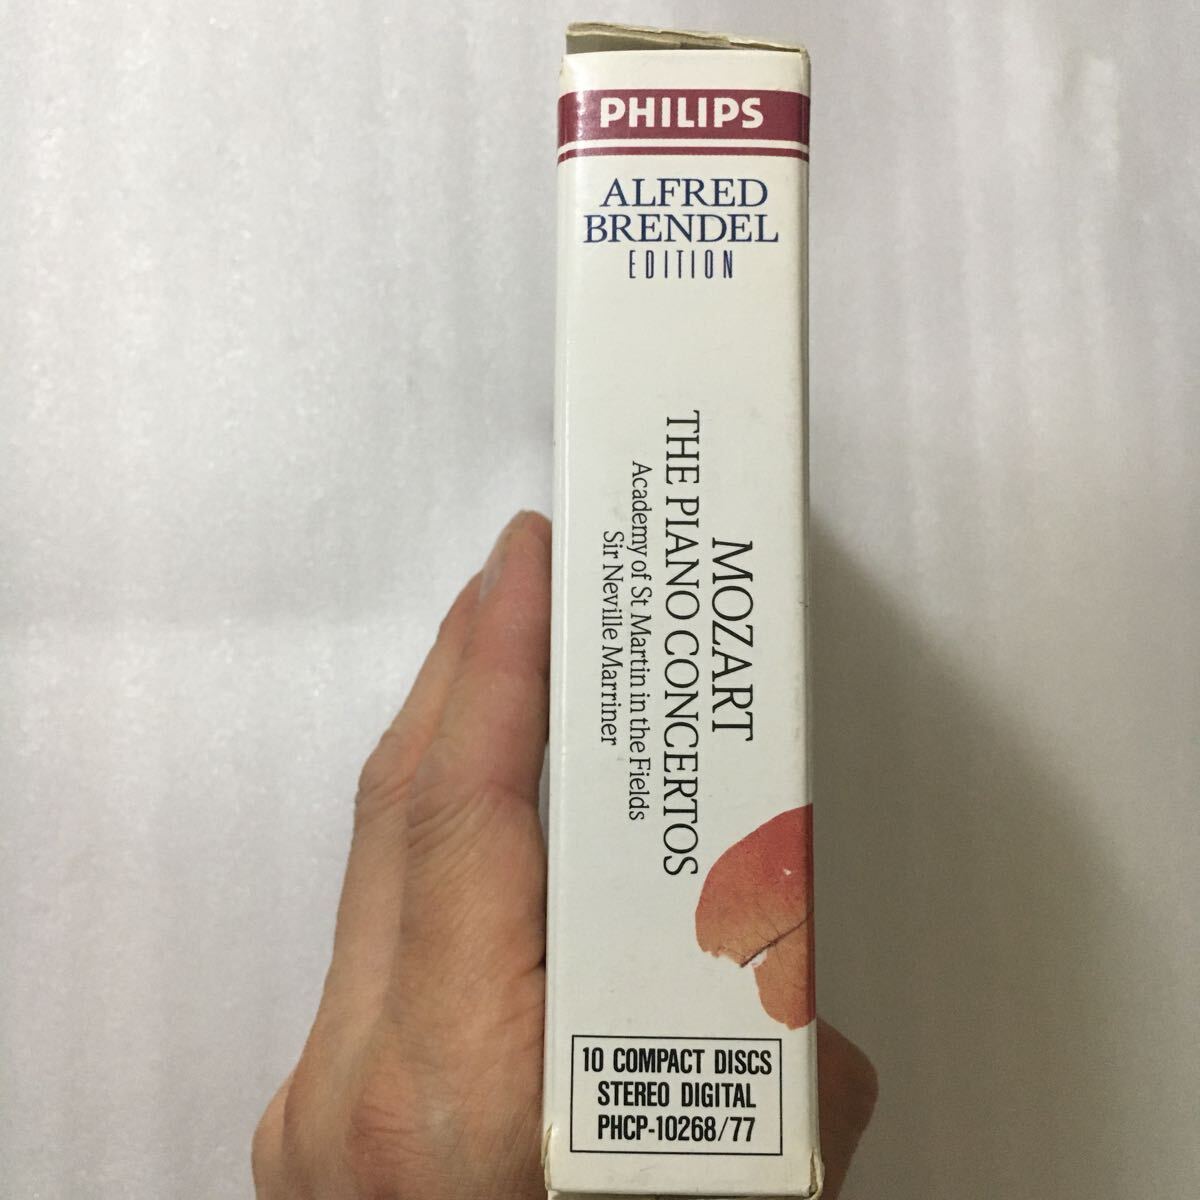 PHILIPS
ALFRED
BRENDEL
EDITION
MOZART
THE PIANO CONCERTOS
Academy of St Martin in the Fields
Sir Neville Marriner
10 COMPACT DISCS
STEREO DIGITAL
PHCP-10268/77